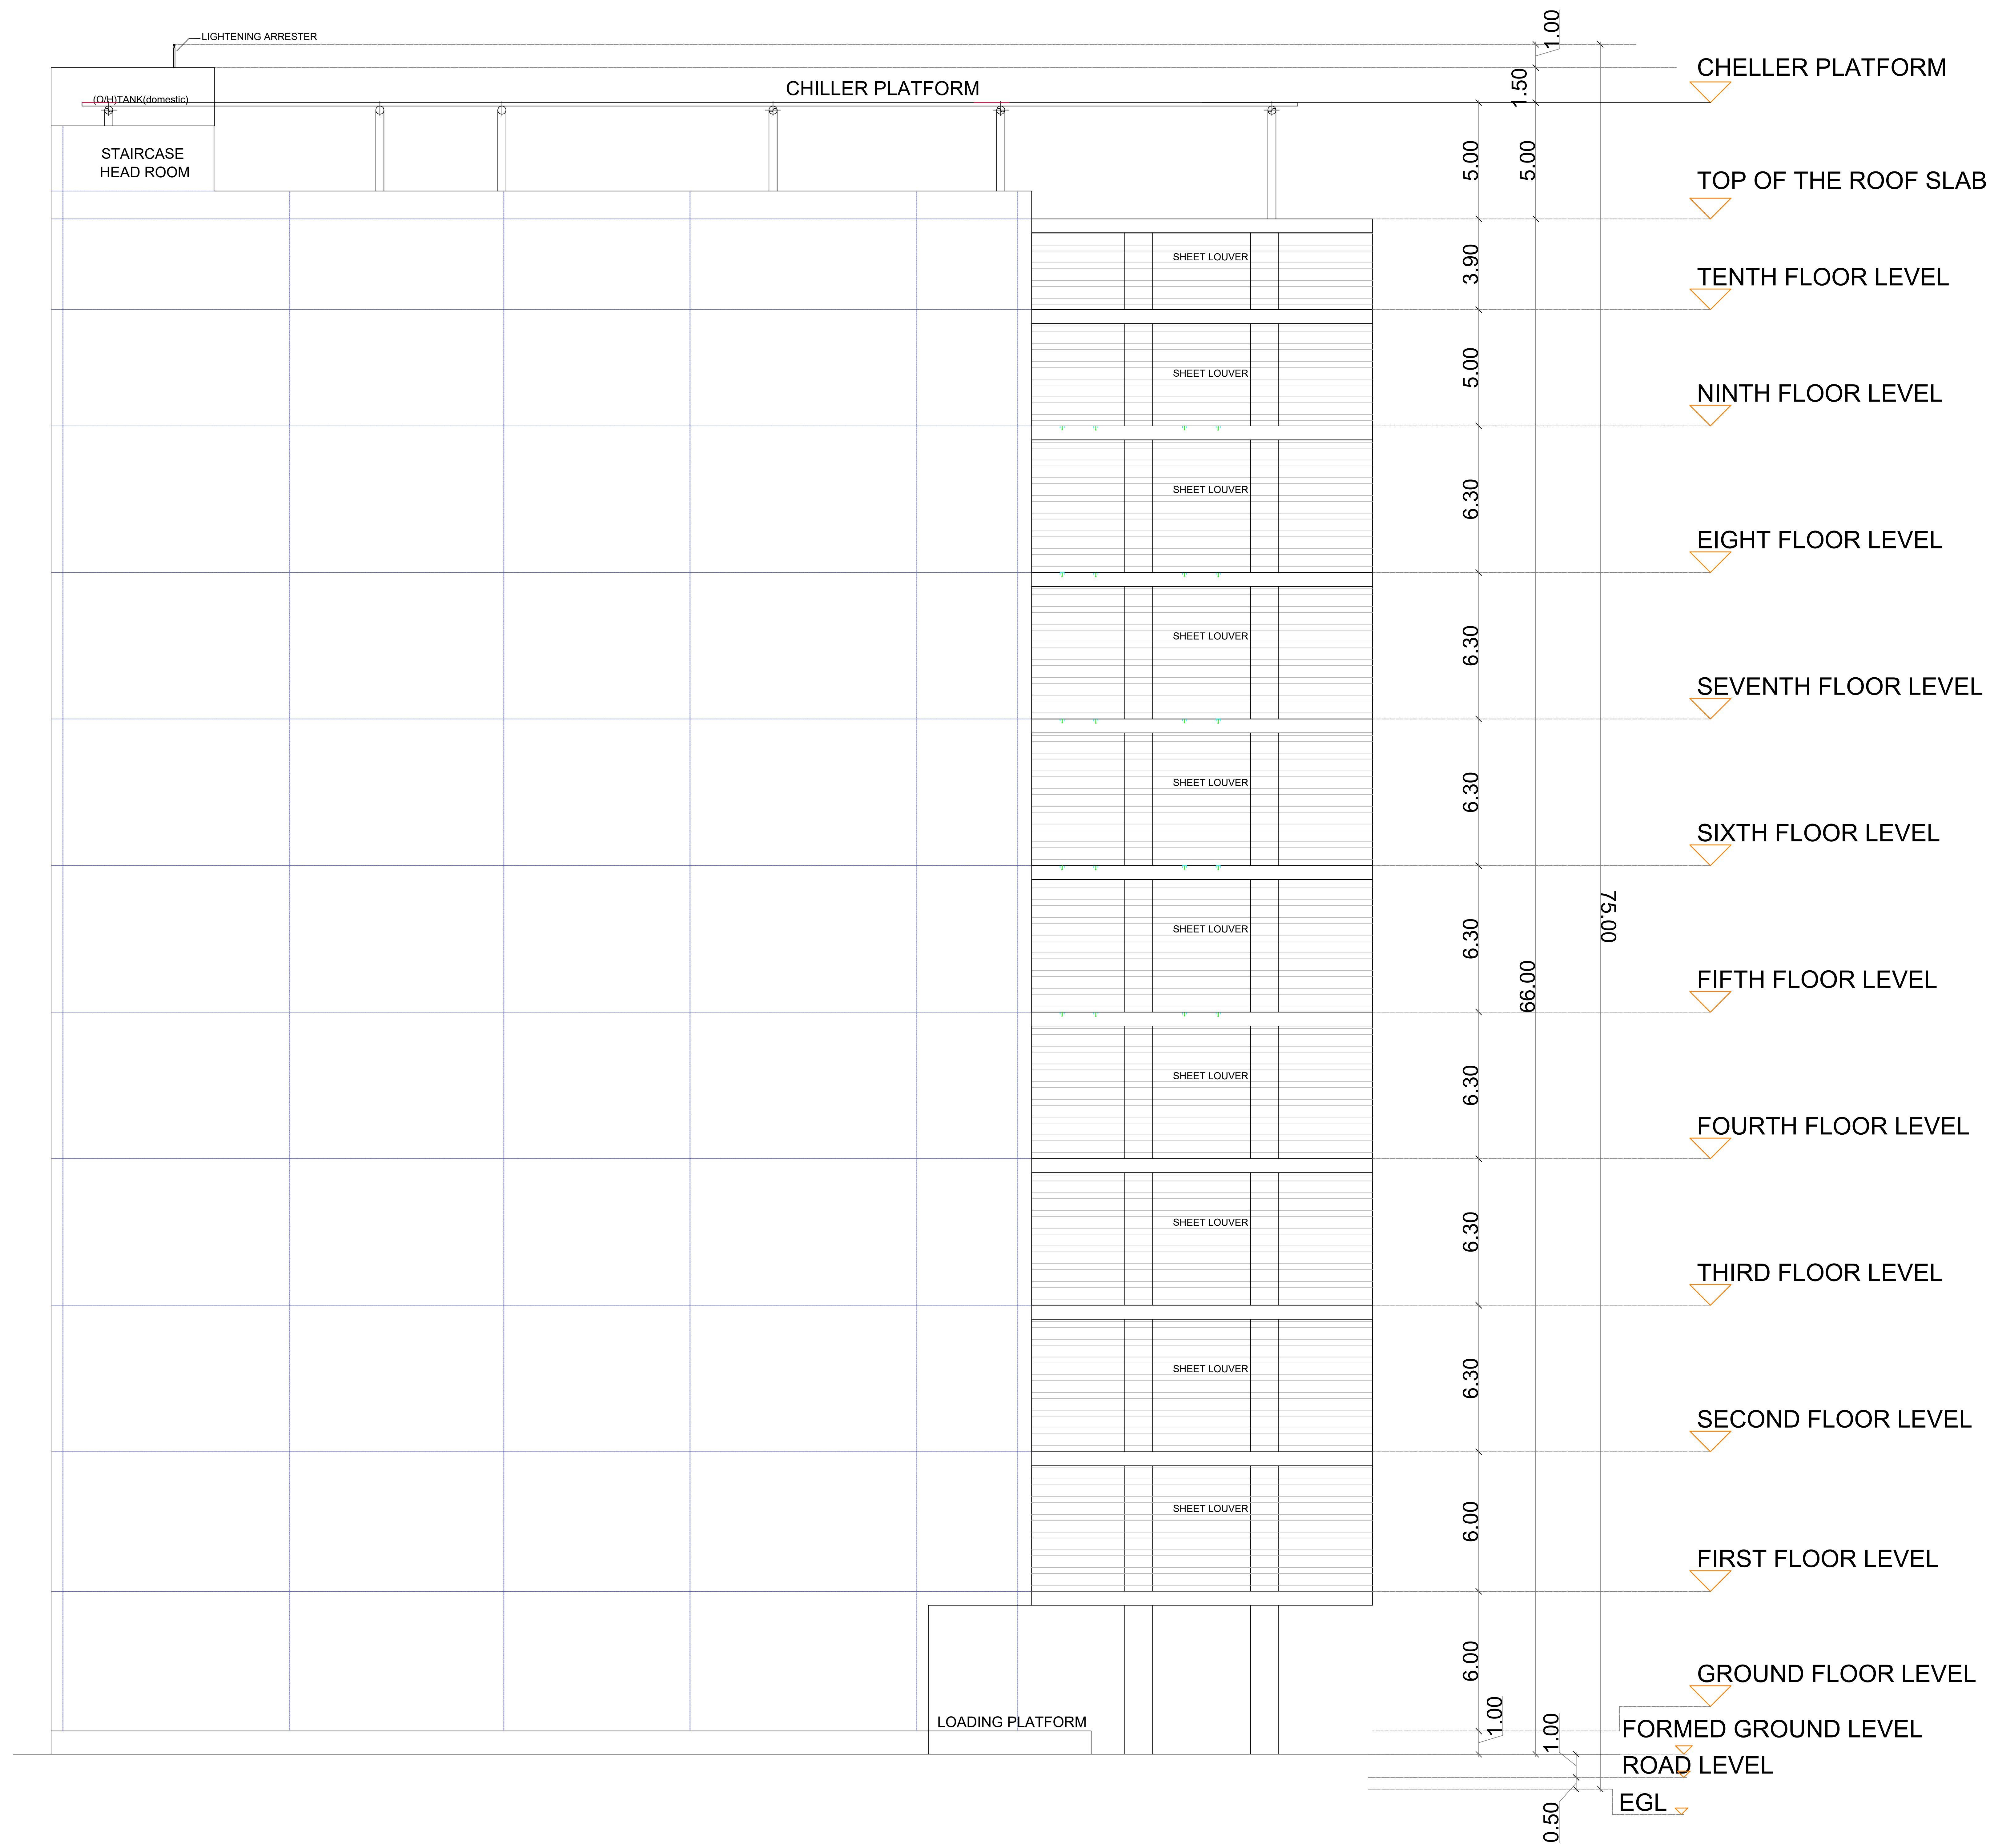 1.00
LIGHTENING ARRESTER
CHELLER PLATFORM
1.50
CHILLER PLATFORM
(O/H)TANK(domestic)
STAIRCASE
HEAD ROOM
5.00
5.00
TOP OF THE ROOF SLAB
SHEET LOUVER
3.90
TENTH FLOOR LEVEL
SHEET LOUVER
5.00
NINTH FLOOR LEVEL
SHEET LOUVER
6.30
EIGHT FLOOR LEVEL
SHEET LOUVER
6.30
SEVENTH FLOOR LEVEL
SHEET LOUVER
6.30
SIXTH FLOOR LEVEL
75.00
SHEET LOUVER
6.30
66.00
FIFTH FLOOR LEVEL
SHEET LOUVER
6.30
FOURTH FLOOR LEVEL
SHEET LOUVER
6.30
THIRD FLOOR LEVEL
SHEET LOUVER
6.30
SECOND FLOOR LEVEL
SHEET LOUVER
6.00
FIRST FLOOR LEVEL
6.00
GROUND FLOOR LEVEL
LOADING PLATFORM
1.00
1.00
FORMED GROUND LEVEL
ROAD LEVEL
EGL
0.50